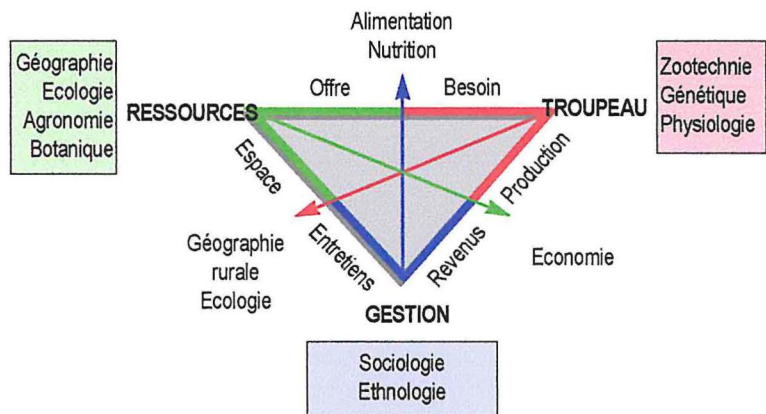 Alimentation
Nutrition
Géographie
Ecologie
Agronomie
Botanique
Zootechnie
Génétique
Physiologie
Offre
Besoin
RESSOURCES
TROUPEAU
Espace
Production
Entretiens
Revenus
Géographie
rurale
Ecologie
Economie
GESTION
Sociologie
Ethnologie